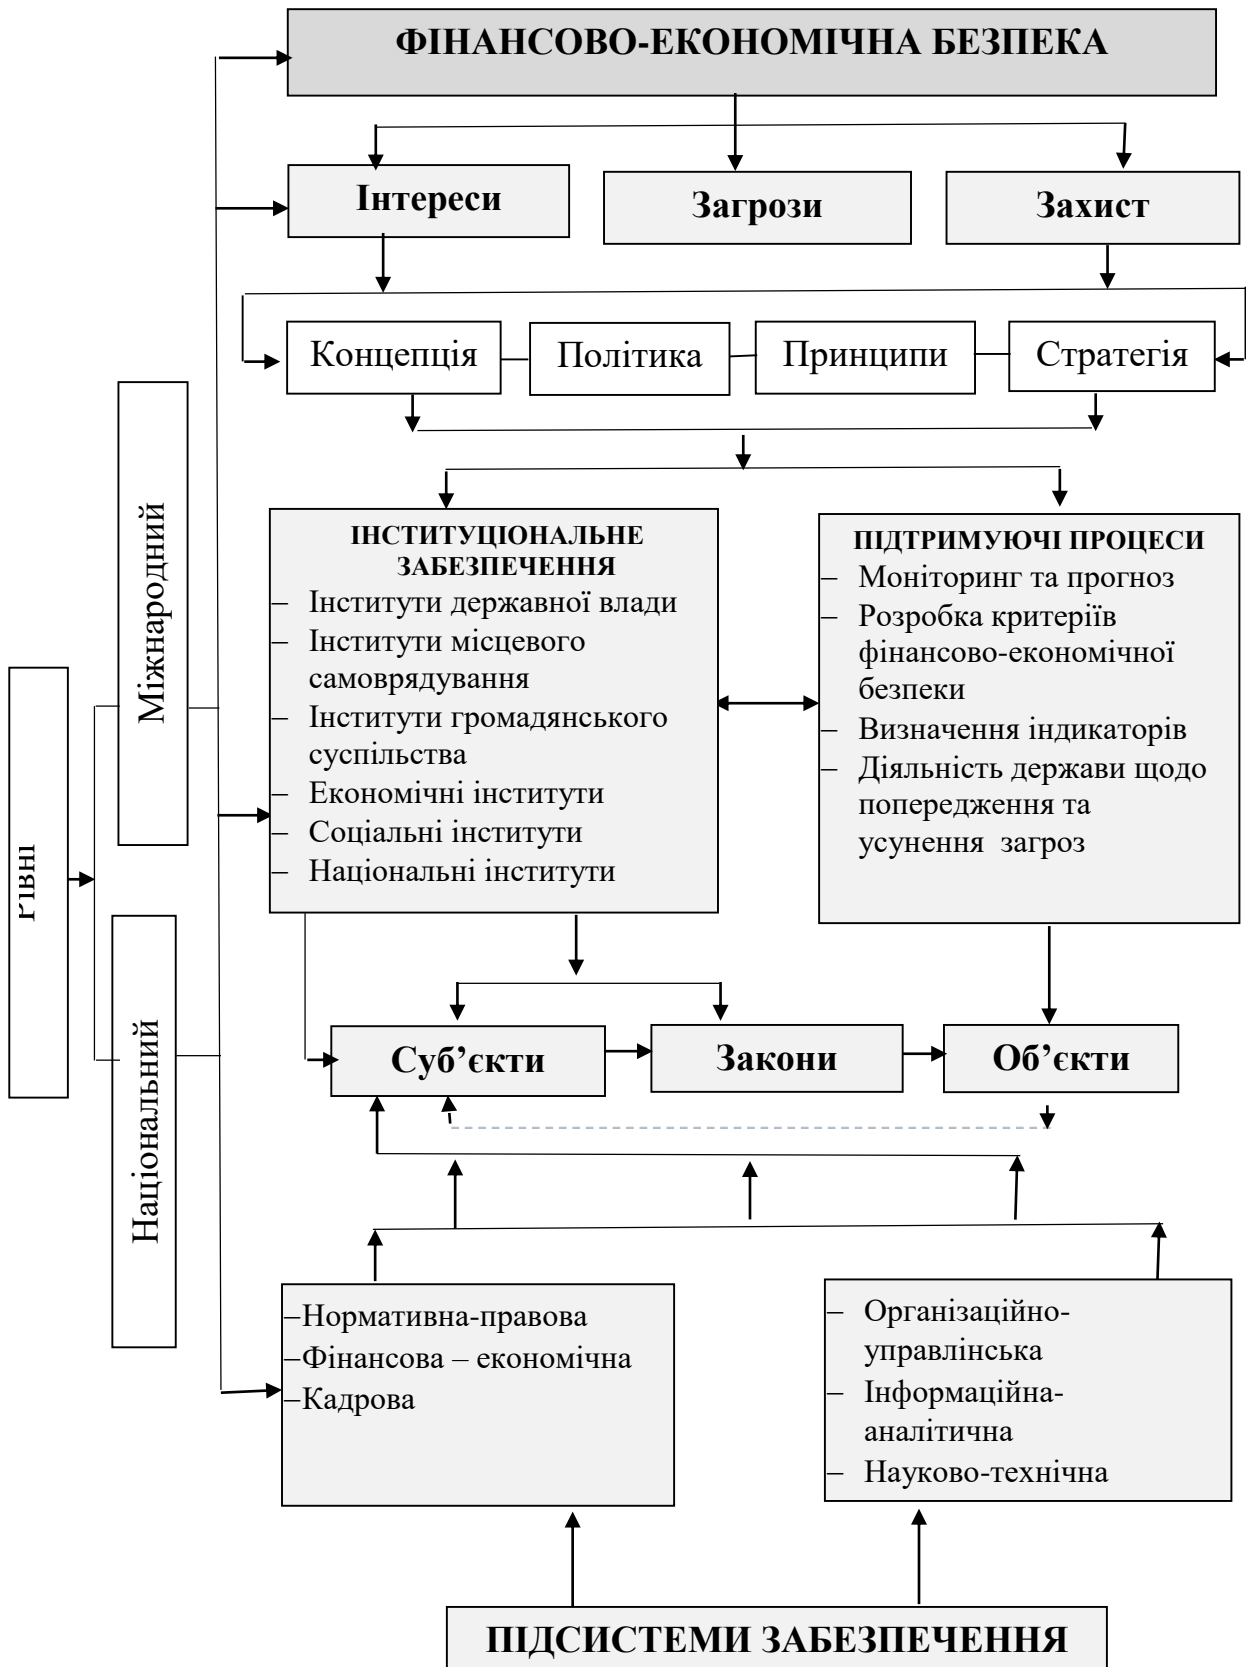 ФІНАНСОВО-ЕКОНОМІЧНА БЕЗПЕКА
Інтереси
Загрози
Захист
Концепція
Політика
Принципи
Стратегія
Міжнародний
Рівні
Національний
ІНСТИТУЦІОНАЛЬНЕ
ЗАБЕЗПЕЧЕННЯ
– Інститути державної влади
– Інститути місцевого
самоврядування
– Інститути громадянського
суспільства
– Економічні інститути
– Соціальні інститути
– Національні інститути
ПІДТРИМУЮЧІ ПРОЦЕСИ
– Моніторинг та прогноз
– Розробка критеріїв
фінансово-економічної
безпеки
– Визначення індикаторів
– Діяльність держави щодо
попередження та
усунення загроз
Суб’єкти
Закони
Об’єкти
–Нормативна-правова
–Фінансова – економічна
–Кадрова
– Організаційно-
управлінська
– Інформаційна-
аналітична
– Науково-технічна
ПІДСИСТЕМИ ЗАБЕЗПЕЧЕННЯ